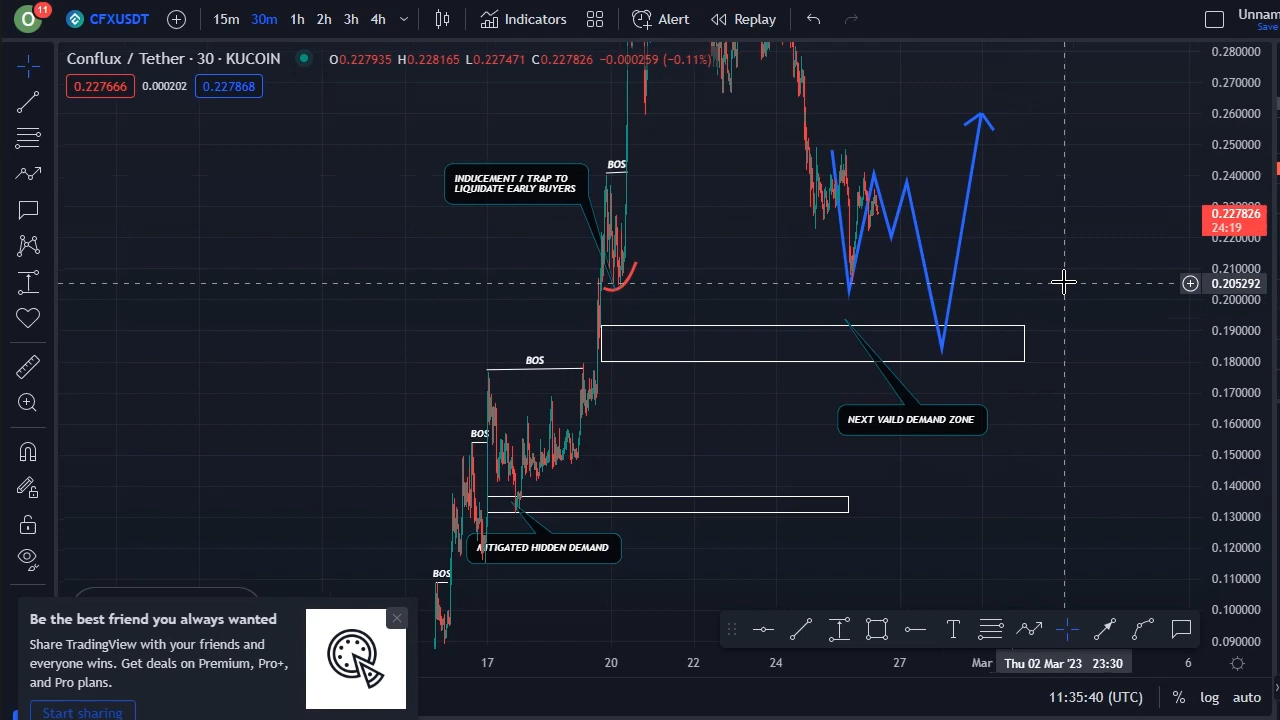 O
11
CFXUSDT
15m 30m 1h 2h 3h 4h
Indicators
Alert
Replay
Unnam
Save
Conflux / Tether · 30 · KUCOIN
O0.227935 H0.228165 L0.227471 C0.227826 −0.000259 (−0.11%)
0.227666 0.000202 0.227868
0.280000
0.270000
0.260000
0.250000
0.240000
0.227826
24:19
0.220000
0.210000
0.205292
0.200000
0.190000
0.180000
0.170000
0.160000
0.150000
0.140000
0.130000
0.120000
0.110000
0.100000
0.090000
BOS
INDUCEMENT / TRAP TO
LIQUIDATE EARLY BUYERS
BOS
NEXT VAILD DEMAND ZONE
BOS
MITIGATED HIDDEN DEMAND
BOS
Be the best friend you always wanted
Share TradingView with your friends and
everyone wins. Get deals on Premium, Pro+,
and Pro plans.
Start sharing
17 20 22 24 27 Mar Thu 02 Mar '23 23:30 6
11:35:40 (UTC) % log auto